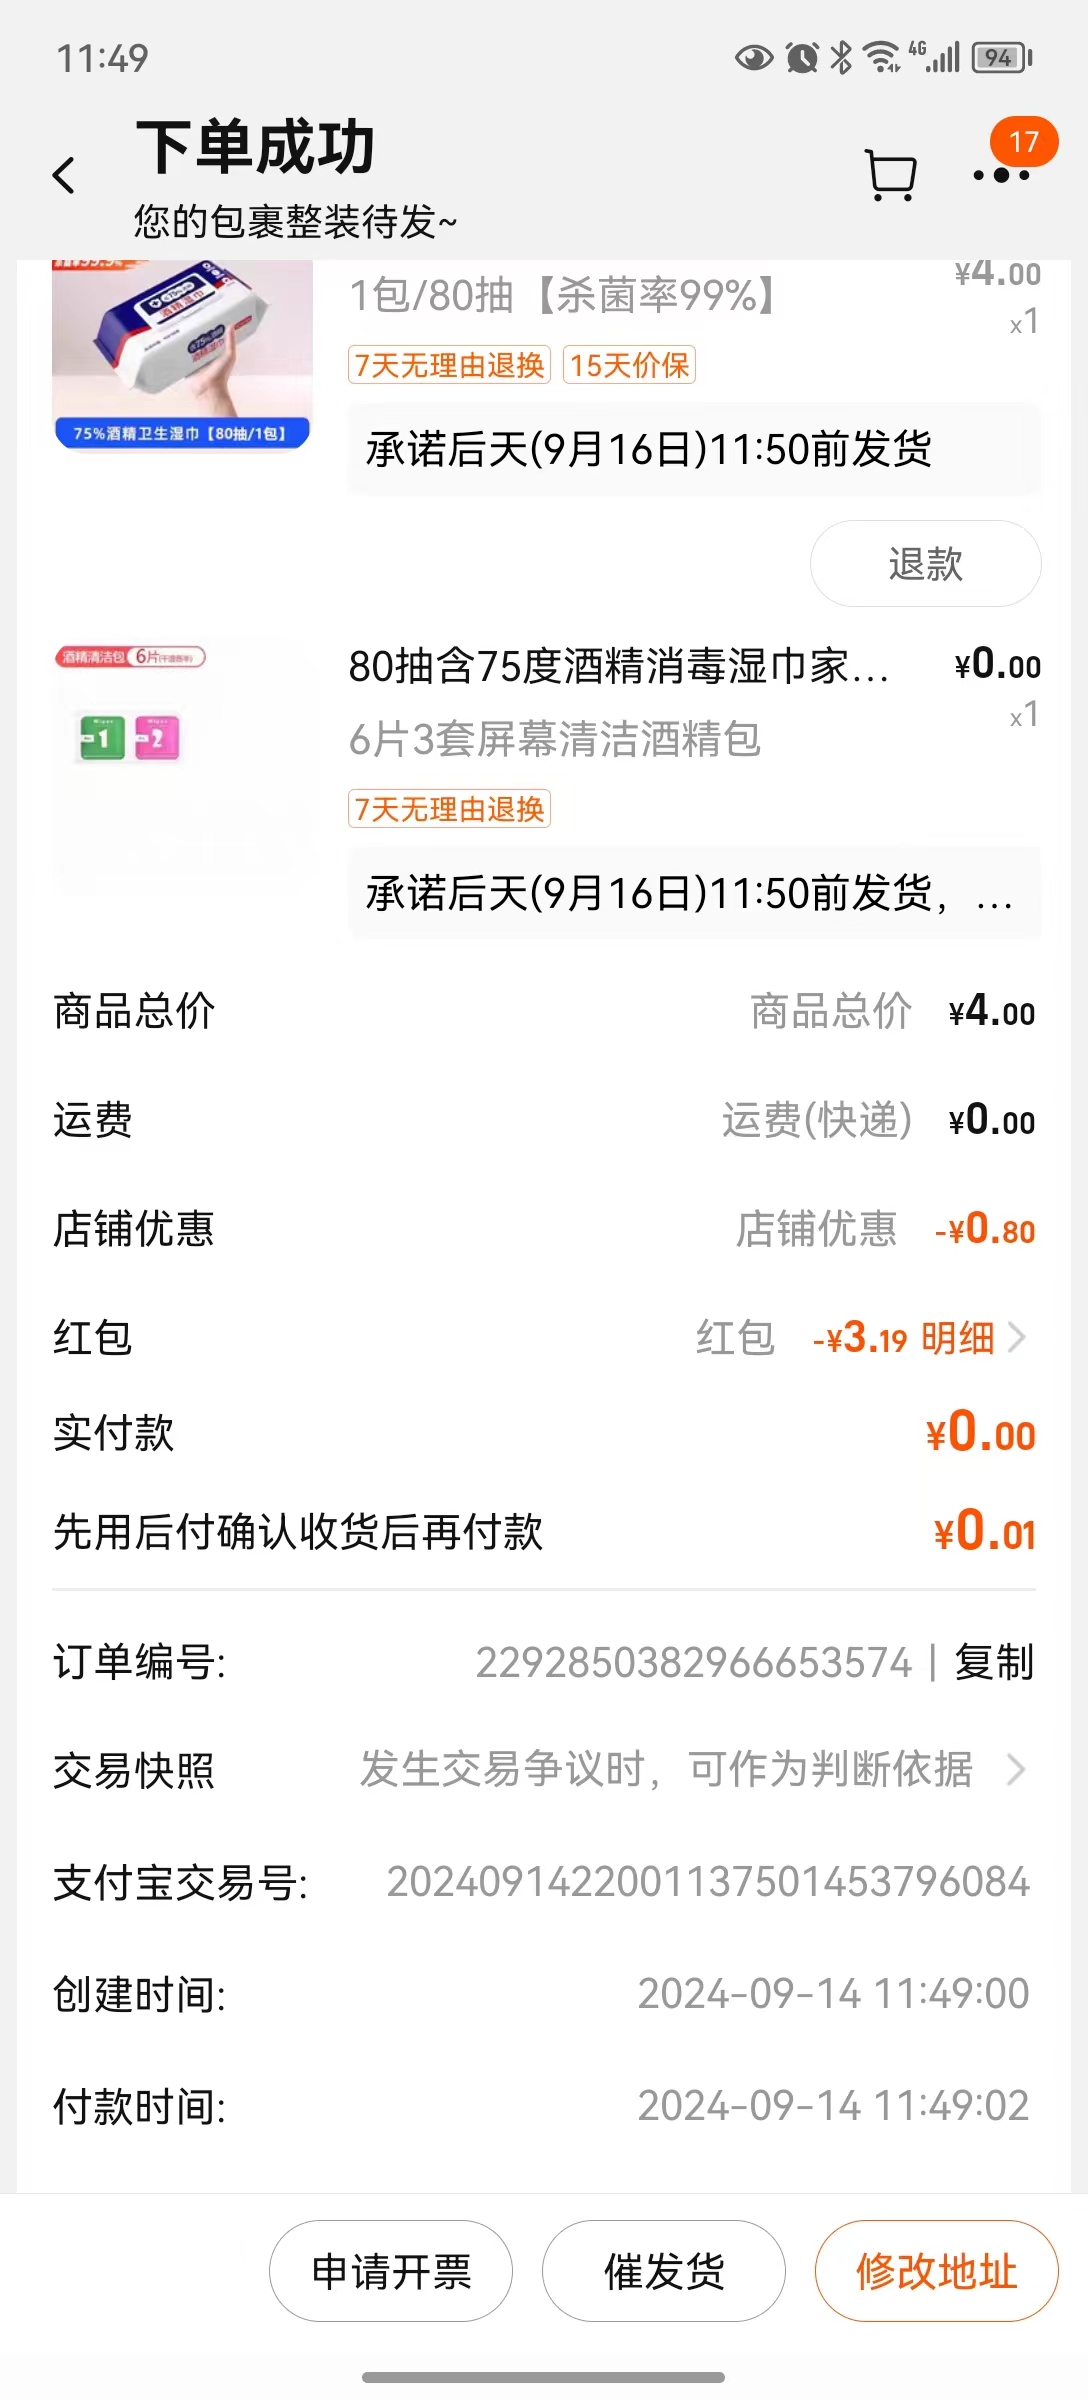 11:49
4G
94
下单成功
17
您的包裹整装待发~
¥4.00
1包/80抽【杀菌率99%】
x1
7天无理由退换 15天价保
75%酒精卫生湿巾【80抽/1包】
承诺后天(9月16日)11:50前发货
退款
酒精清洁包 6片
80抽含75度酒精消毒湿巾家... ¥0.00
x1
1 2
6片3套屏幕清洁酒精包
7天无理由退换
承诺后天(9月16日)11:50前发货，...
商品总价 商品总价 ¥4.00
运费 运费(快递) ¥0.00
店铺优惠 店铺优惠 -¥0.80
红包 红包 -¥3.19 明细
实付款 ¥0.00
先用后付确认收货后再付款 ¥0.01
订单编号: 2292850382966653574 | 复制
交易快照 发生交易争议时，可作为判断依据
支付宝交易号: 2024091422001137501453796084
创建时间: 2024-09-14 11:49:00
付款时间: 2024-09-14 11:49:02
申请开票 催发货 修改地址